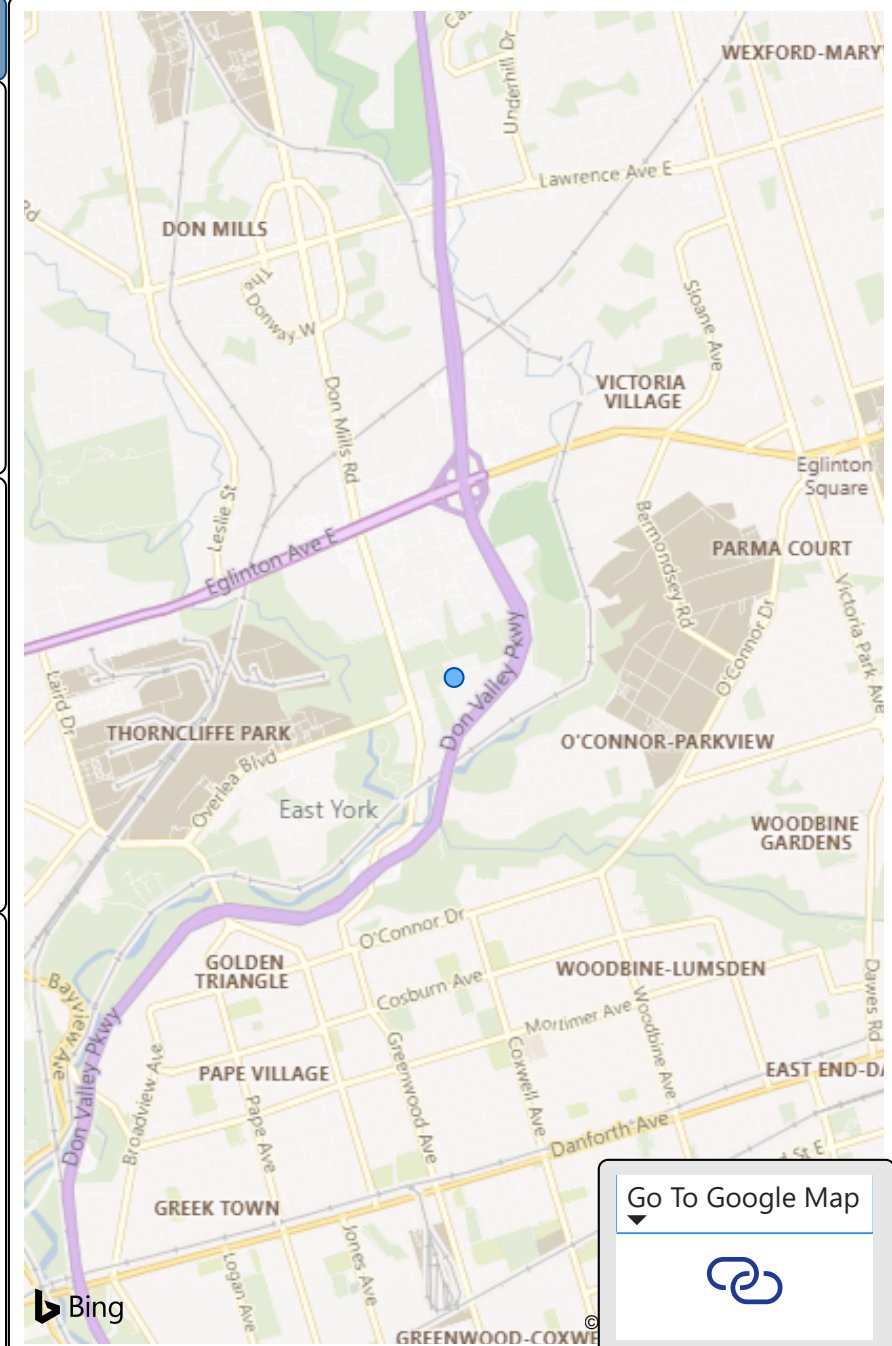 Underhill Dr
WEXFORD-MARY
Lawrence Ave E
DON MILLS
The Donway W
Sloane Ave
VICTORIA
VILLAGE
Don Mills Rd
Leslie St
Eglinton
Square
Eglinton Ave E
Bermondsey Rd
PARMA COURT
Victoria Park Ave
O'Connor Dr
Laird Dr
Don Valley Pkwy
THORNCLIFFE PARK
O'CONNOR-PARKVIEW
Overlea Blvd
East York
WOODBINE
GARDENS
O'Connor Dr
GOLDEN
TRIANGLE
WOODBINE-LUMSDEN
Bayview Ave
Cosburn Ave
Mortimer Ave
Dawes Rd
Woodbine Ave
Don Valley Pkwy
Broadview Ave
PAPE VILLAGE
Greenwood Ave
Coxwell Ave
EAST END-DA
Pape Ave
Danforth Ave
St E
GREEK TOWN
Go To Google Map
Logan Ave
Jones Ave
Bing
©
GREENWOOD-COXWE